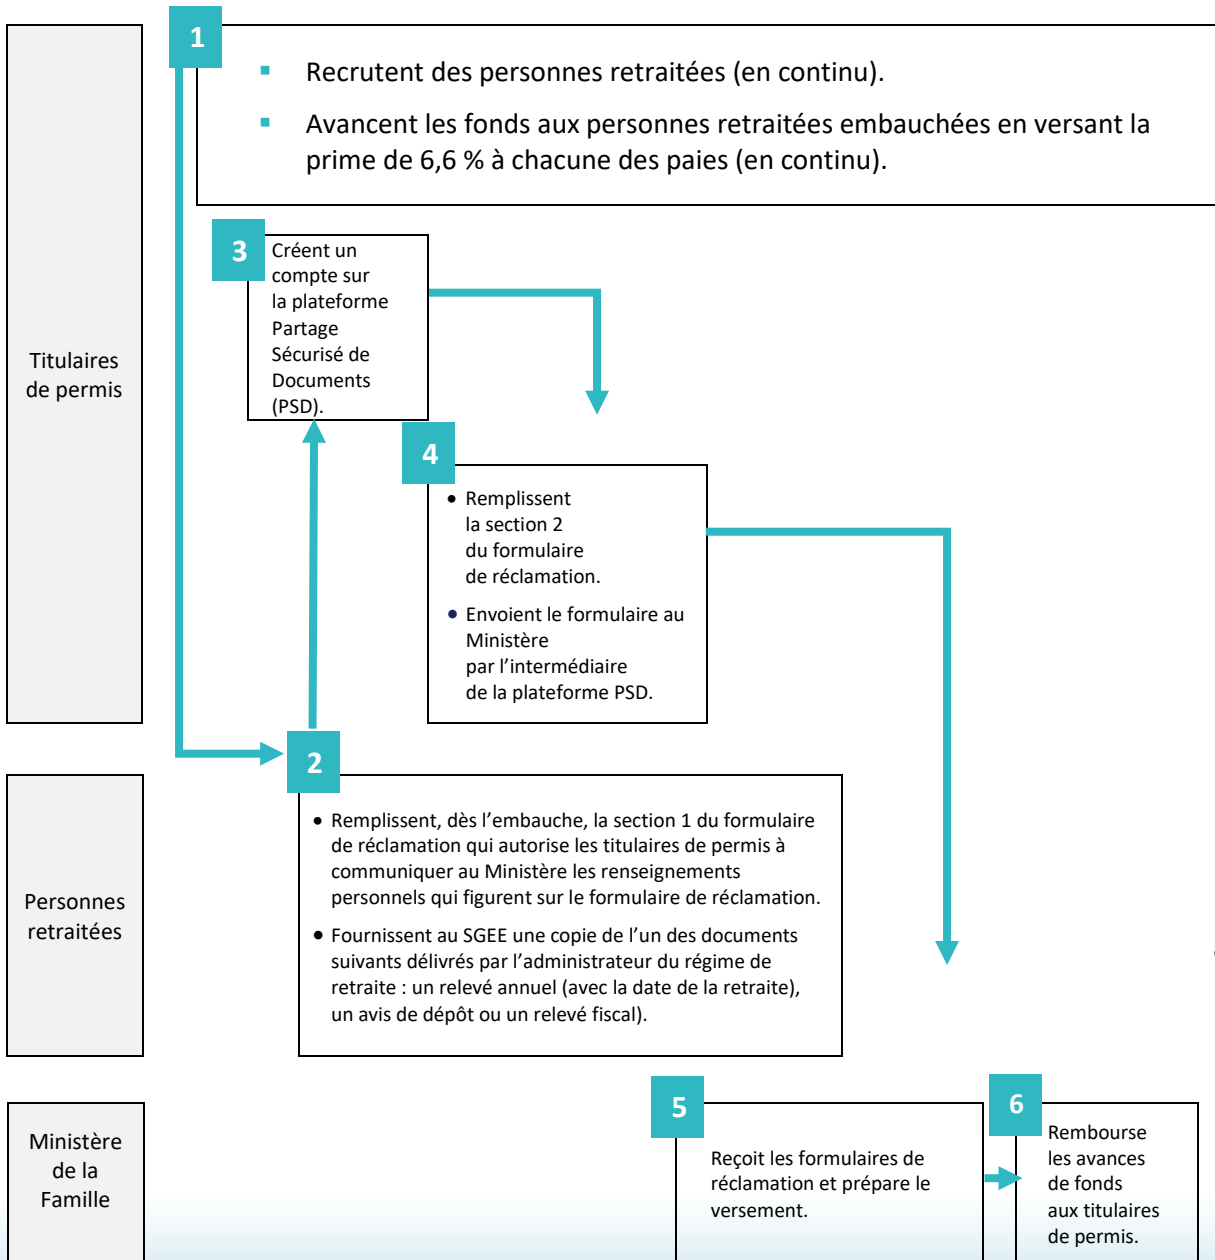 1
▪ Recrutent des personnes retraitées (en continu).
▪ Avancent les fonds aux personnes retraitées embauchées en versant la
prime de 6,6 % à chacune des paies (en continu).
Titulaires
de permis
3
Créent un
compte sur
la plateforme
Partage
Sécurisé de
Documents
(PSD).
4
• Remplissent
la section 2
du formulaire
de réclamation.
• Envoient le formulaire au
Ministère
par l’intermédiaire
de la plateforme PSD.
Personnes
retraitées
2
• Remplissent, dès l’embauche, la section 1 du formulaire
de réclamation qui autorise les titulaires de permis à
communiquer au Ministère les renseignements
personnels qui figurent sur le formulaire de réclamation.
• Fournissent au SGEE une copie de l’un des documents
suivants délivrés par l’administrateur du régime de
retraite : un relevé annuel (avec la date de la retraite),
un avis de dépôt ou un relevé fiscal).
Ministère
de la
Famille
5
Reçoit les formulaires de
réclamation et prépare le
versement.
6
Rembourse
les avances
de fonds
aux titulaires
de permis.